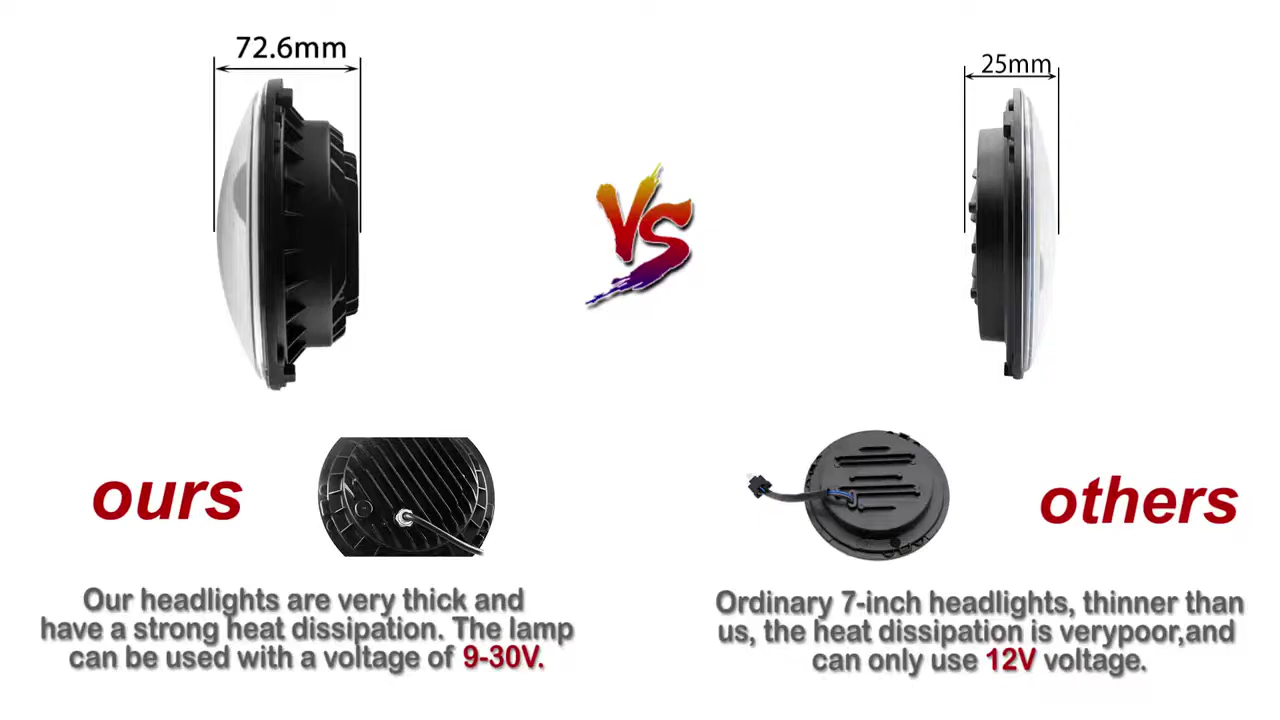 72.6mm
25mm
VS
ours
others
Our headlights are very thick and
have a strong heat dissipation. The lamp
can be used with a voltage of 9-30V.
Ordinary 7-inch headlights, thinner than
us, the heat dissipation is verypoor,and
can only use 12V voltage.